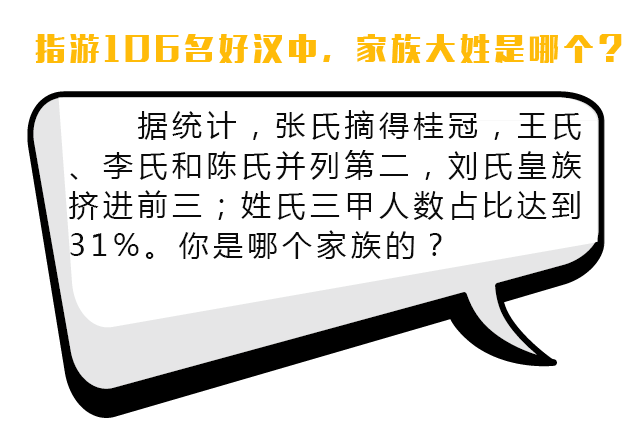 指游106名好汉中，家族大姓是哪个？
据统计，张氏摘得桂冠，王氏
、李氏和陈氏并列第二，刘氏皇族
挤进前三；姓氏三甲人数占比达到
31%。你是哪个家族的？